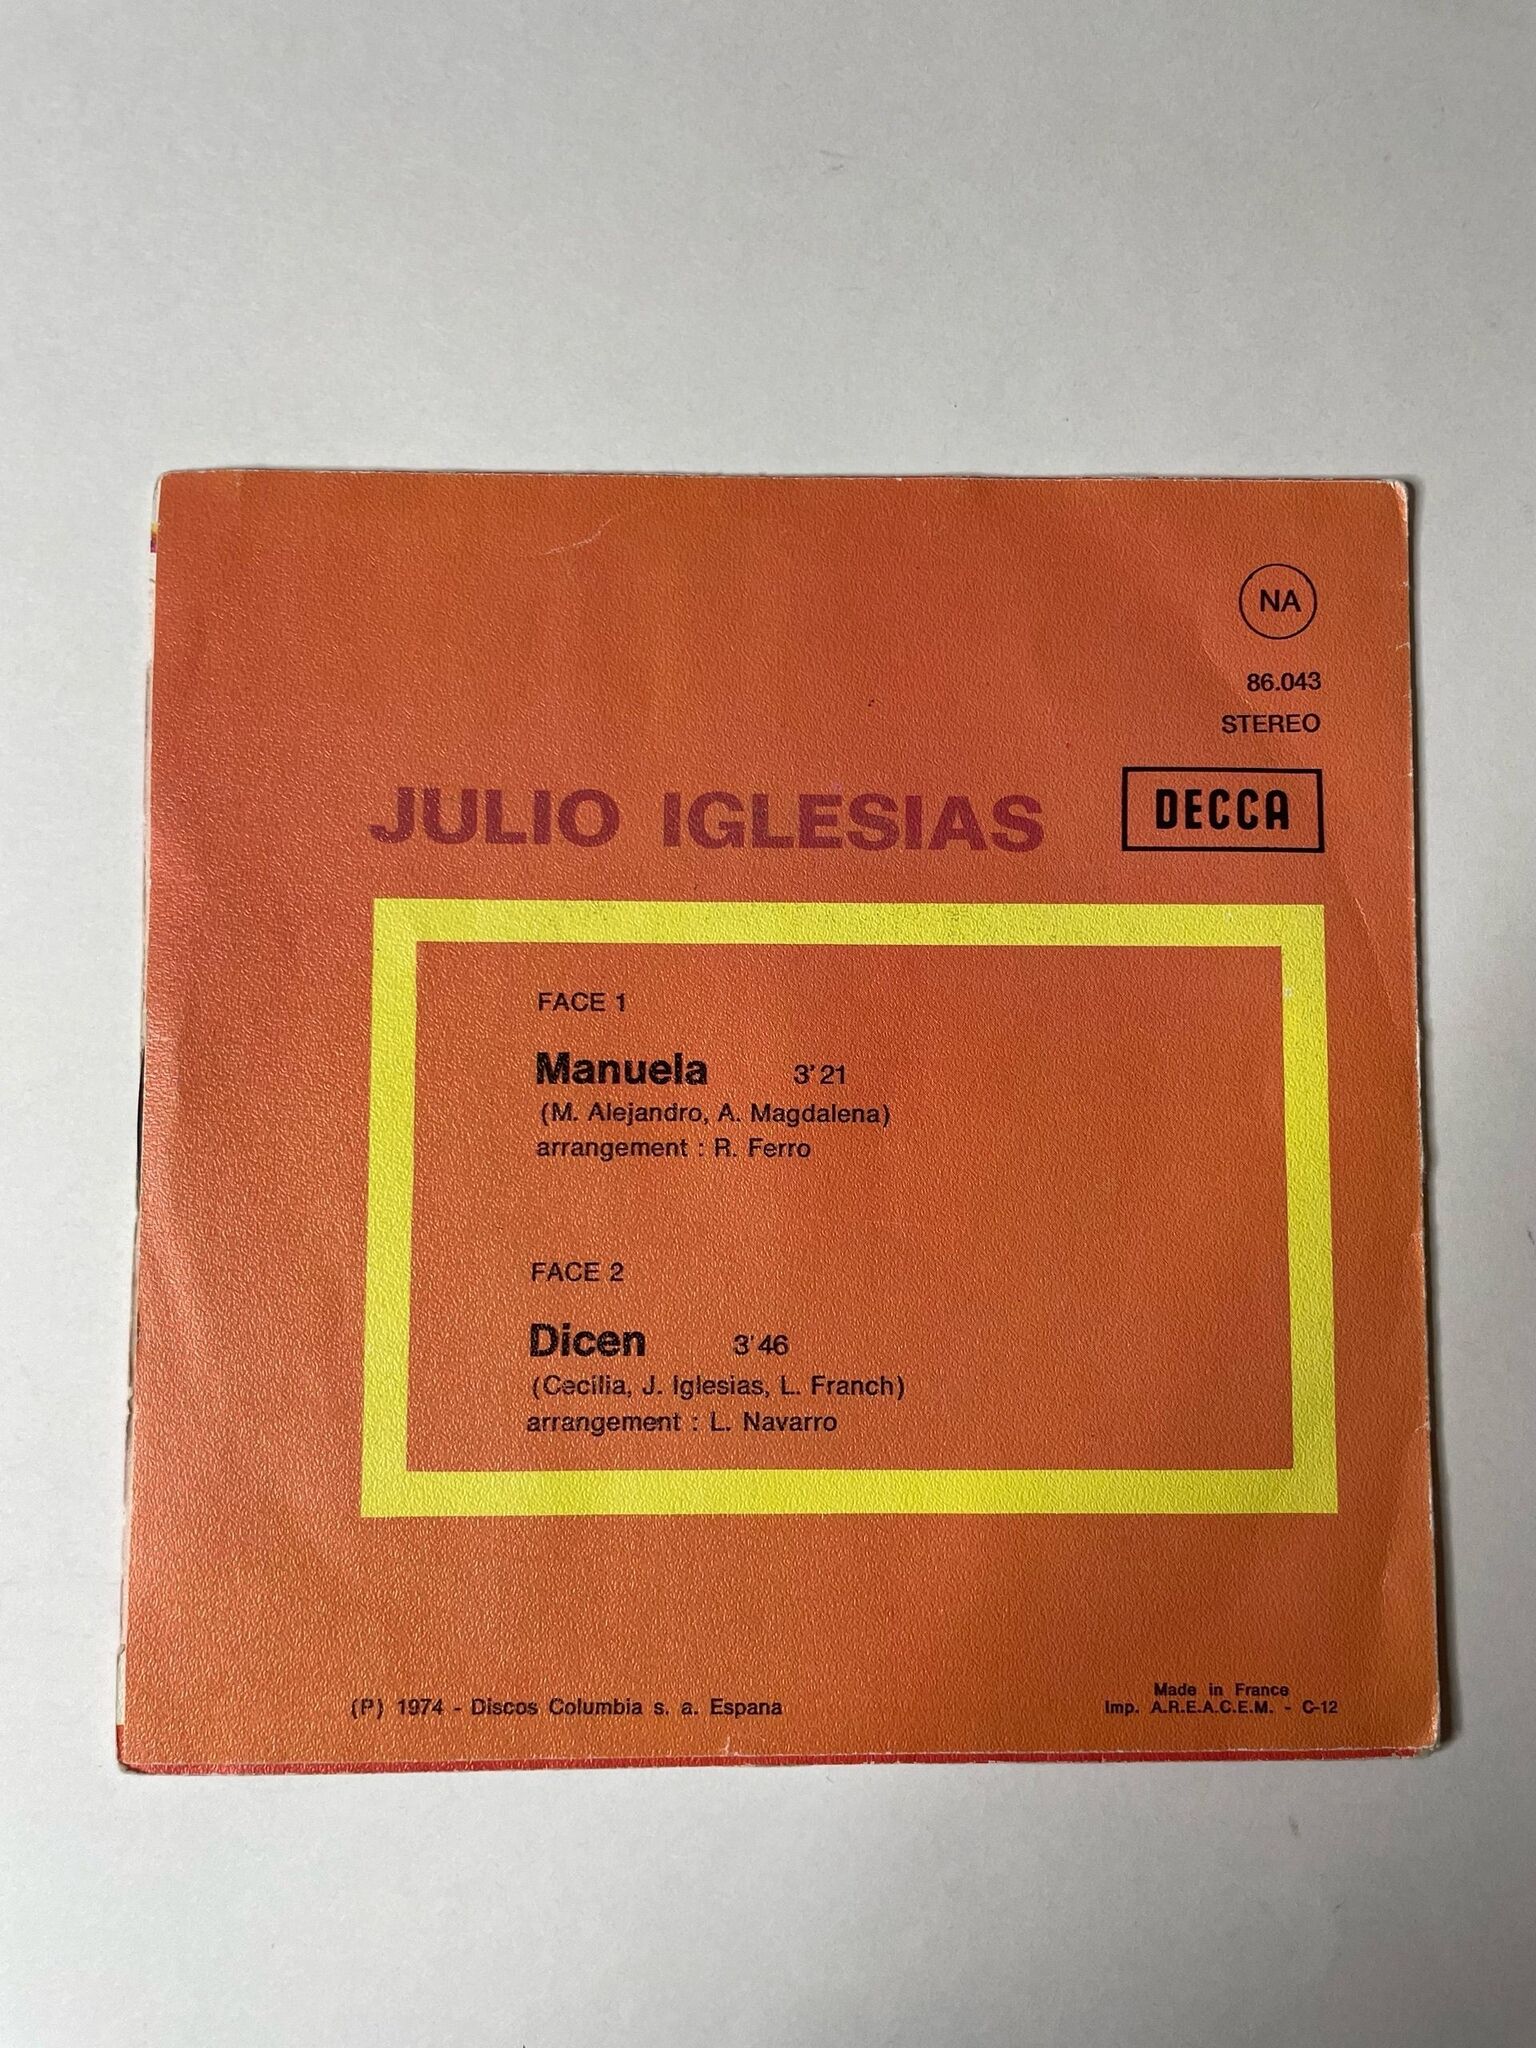 NA
86.043
STEREO
JULIO IGLESIAS
DECCA
FACE 1
Manuela 3'21
(M. Alejandro, A. Magdalena)
arrangement : R. Ferro
FACE 2
Dicen 3'46
(Cecilia, J. Iglesias, L. Franch)
arrangement : L. Navarro
(P) 1974 - Discos Columbia s. a. Espana
Made in France
Imp. A.R.E.A.C.E.M. - C-12